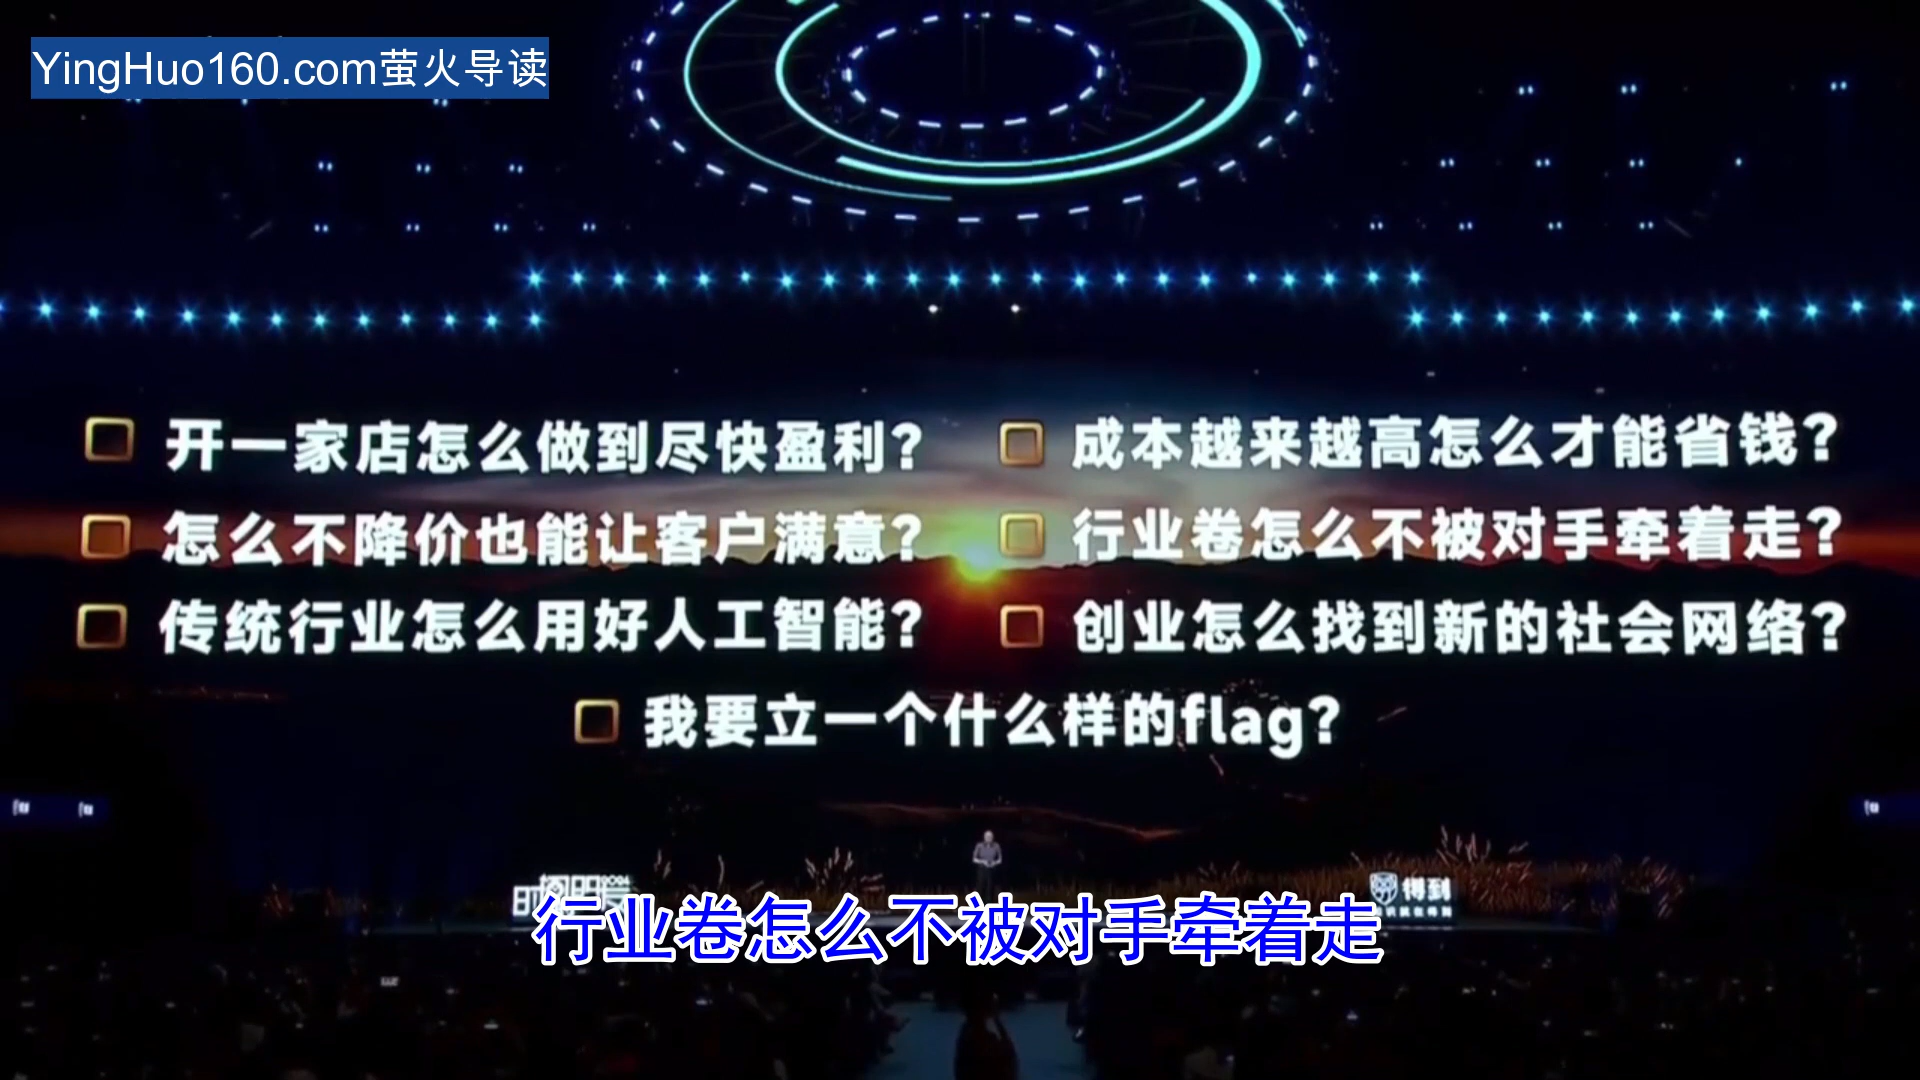 YingHuo160.com萤火导读
开一家店怎么做到尽快盈利?
成本越来越高怎么才能省钱?
怎么不降价也能让客户满意?
行业卷怎么不被对手牵着走?
传统行业怎么用好人工智能?
创业怎么找到新的社会网络?
我要立一个什么样的flag?
得到
行业卷怎么不被对手牵着走